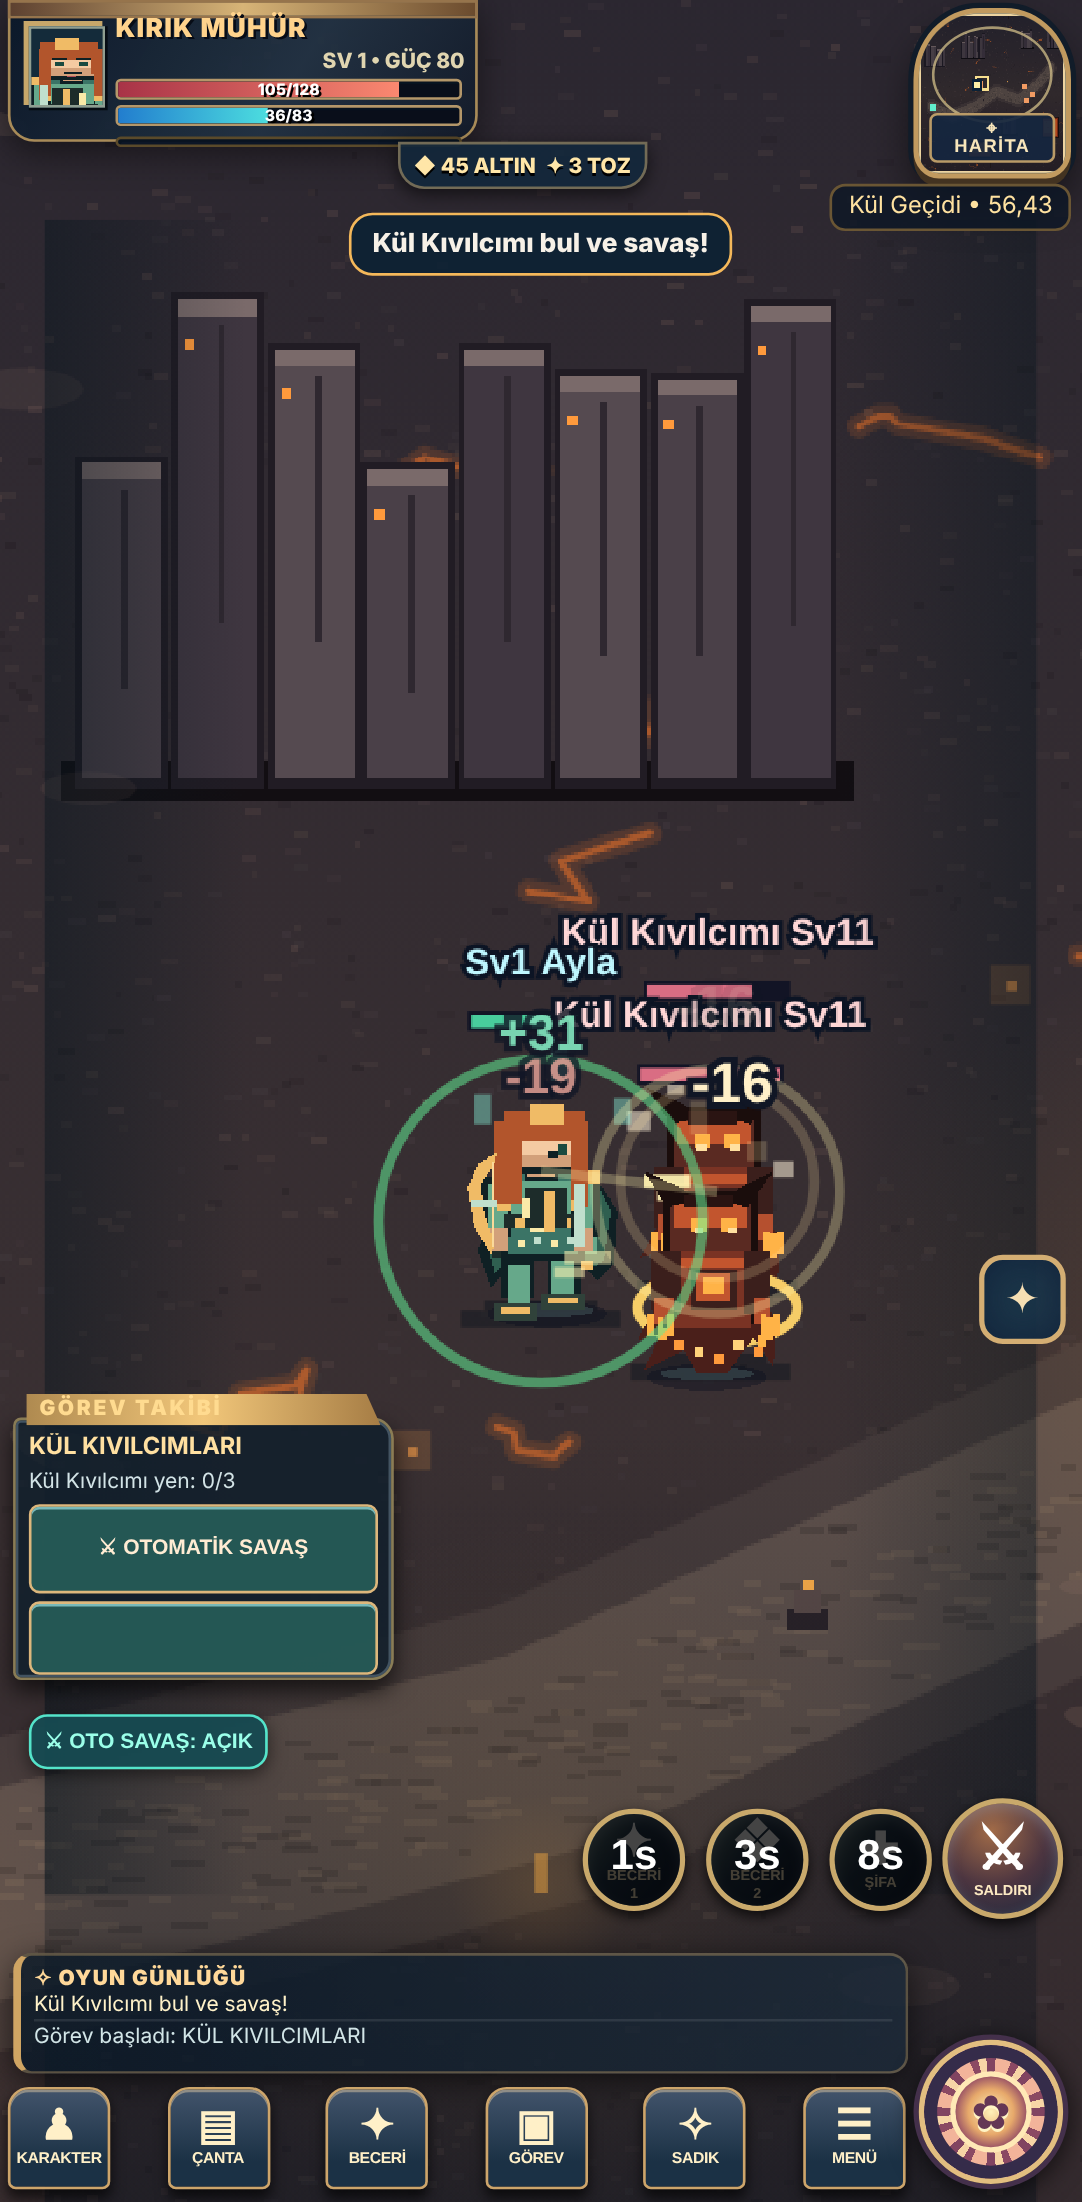 KIRIK MÜHÜR
SV 1 • GÜÇ 80
105/128
36/83
◆ 45 ALTIN ✦ 3 TOZ
HARİTA
Kül Geçidi • 56,43
Kül Kıvılcımı bul ve savaş!
Kül Kıvılcımı Sv11
Sv1 Ayla
Kül Kıvılcımı Sv11
+31
-19
-16
GÖREV TAKİBİ
KÜL KIVILCIMLARI
Kül Kıvılcımı yen: 0/3
⚔ OTOMATİK SAVAŞ
⚔ OTO SAVAŞ: AÇIK
1s
BECERİ
1
3s
BECERİ
2
8s
ŞİFA
SALDIRI
✧ OYUN GÜNLÜĞÜ
Kül Kıvılcımı bul ve savaş!
Görev başladı: KÜL KIVILCIMLARI
KARAKTER
ÇANTA
BECERİ
GÖREV
SADIK
MENÜ